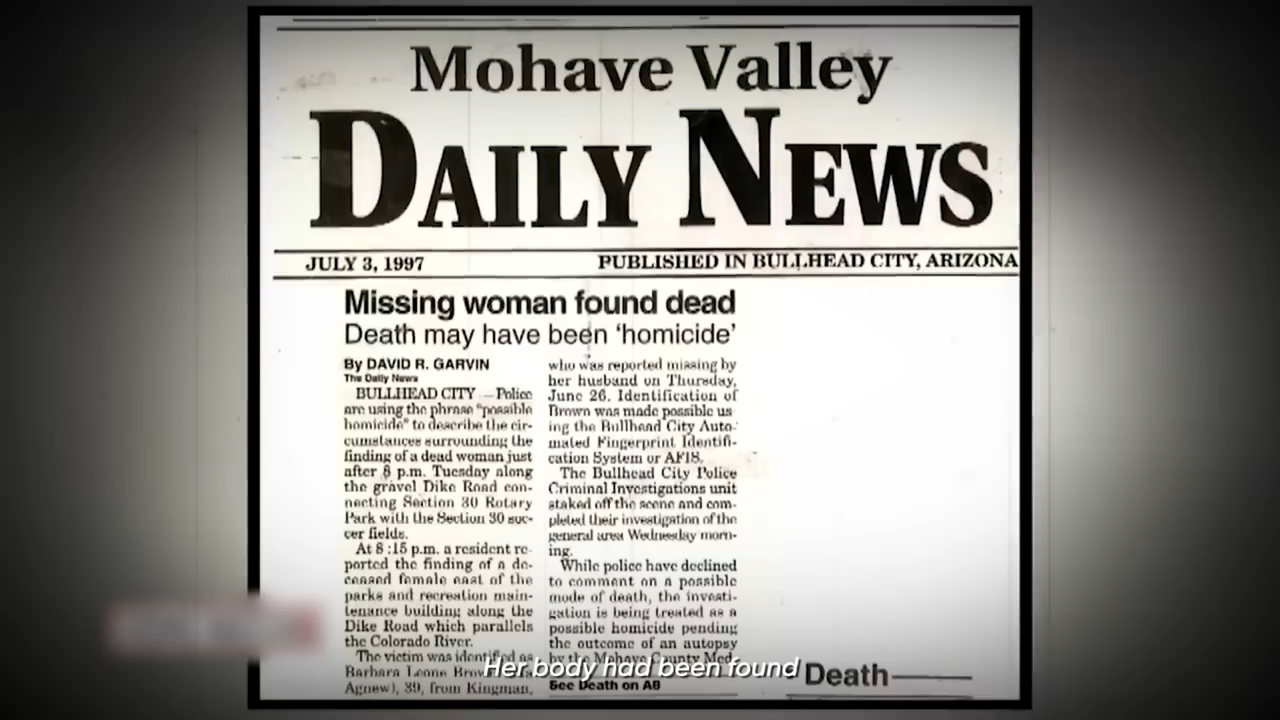 Mohave Valley
DAILY NEWS
JULY 3, 1997
PUBLISHED IN BULLHEAD CITY, ARIZONA
Missing woman found dead
Death may have been ‘homicide’
By DAVID R. GARVIN
The Daily News
BULLHEAD CITY — Police
are using the phrase "possible
homicide" to describe the cir-
cumstances surrounding the
finding of a dead woman just
after 8 p.m. Tuesday along
the gravel Dike Road con-
necting Section 30 Rotary
Park with the Section 30 soc-
cer fields.
At 8:15 p.m. a resident re-
ported the finding of a de-
ceased female east of the
parks and recreation main-
tenance building along the
Dike Road which parallels
the Colorado River.
The victim was identified as
Barbara Leone
Agnew), 39, from Kingman,
who was reported missing by
her husband on Thursday,
June 26. Identification of
Brown was made possible us-
ing the Bullhead City Auto-
mated Fingerprint Identifi-
cation System or AFIS.
The Bullhead City Police
Criminal Investigations unit
staked off the scene and com-
pleted their investigation of the
general area Wednesday morn-
ing.
While police have declined
to comment on a possible
mode of death, the investi-
gation is being treated as a
possible homicide pending
the outcome of an autopsy
by the Mohave County Med-
See Death on A6
Death
Her body had been found